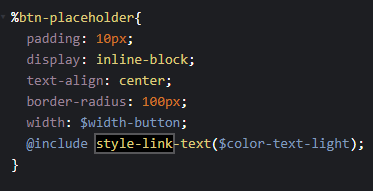 %btn-placeholder{
padding: 10px;
display: inline-block;
text-align: center;
border-radius: 100px;
width: $width-button;
@include style-link-text($color-text-light);
}